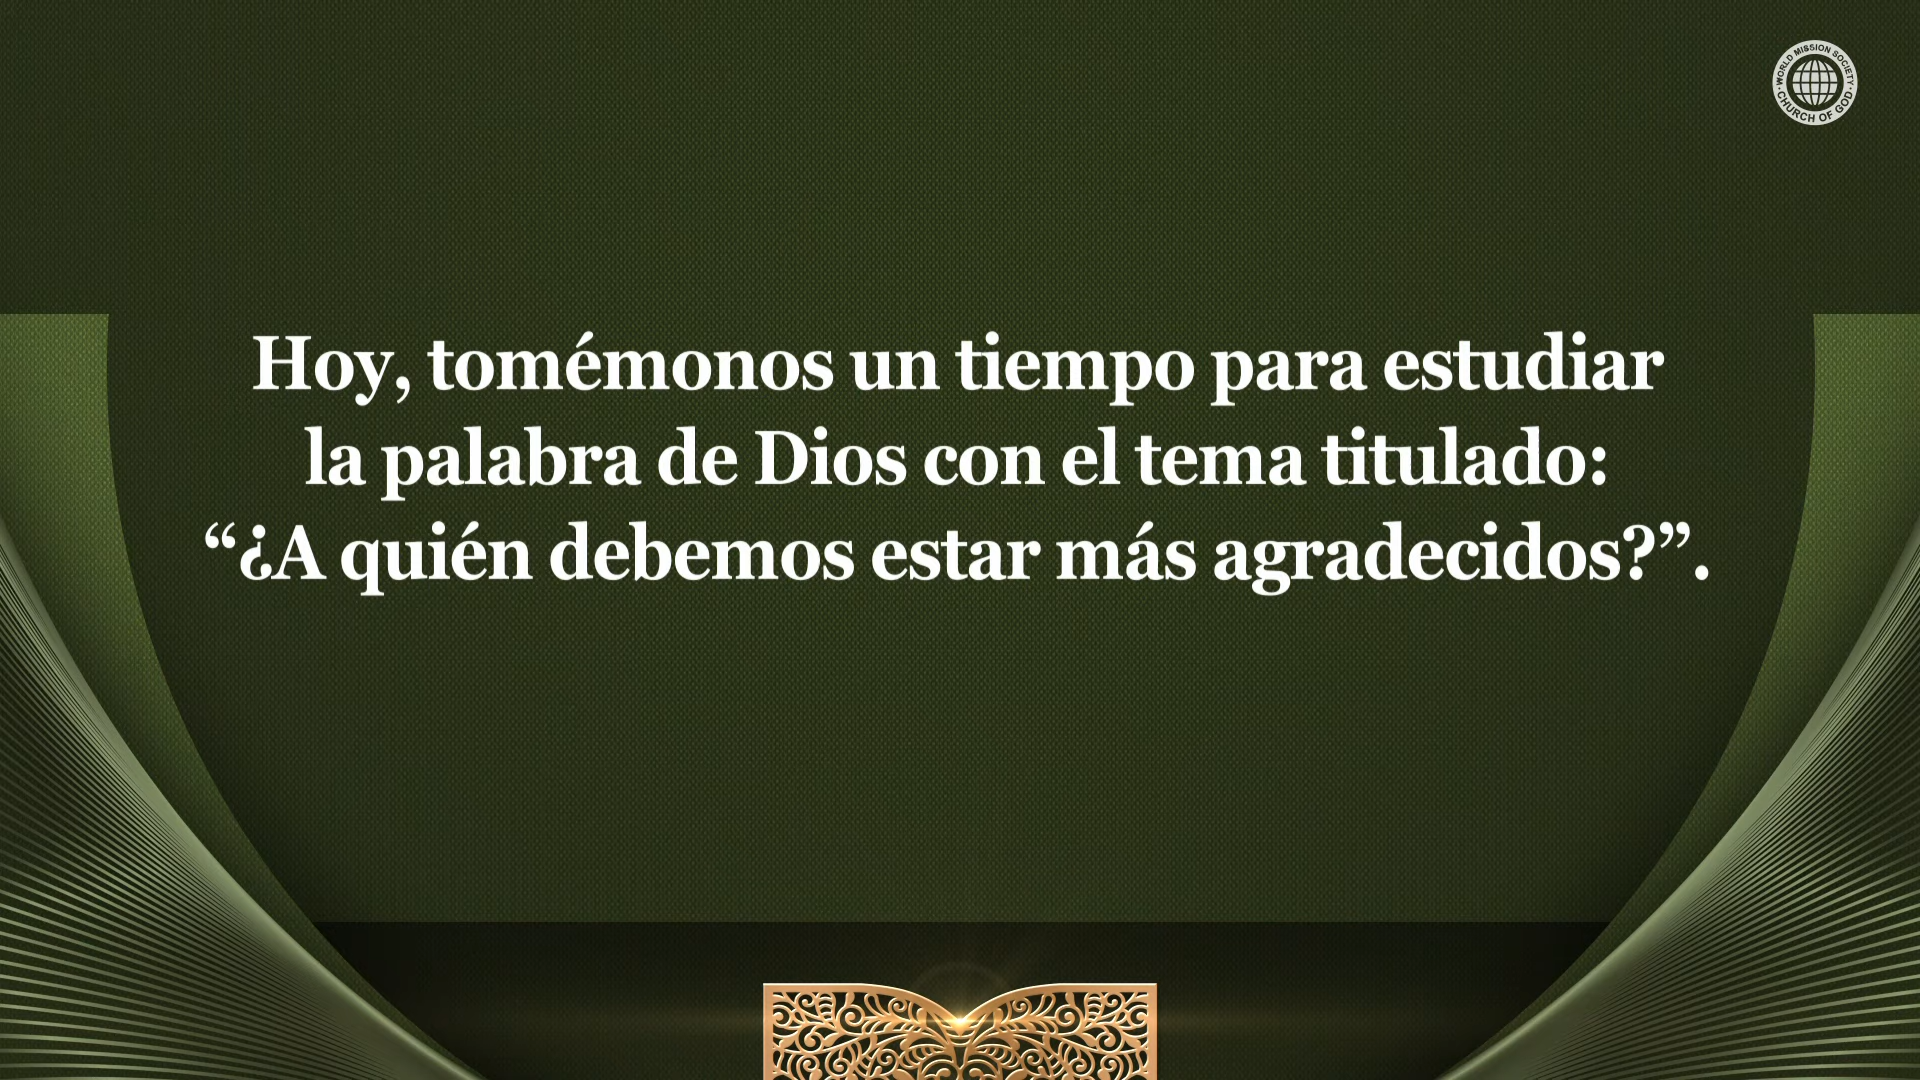 WORLD MISSION SOCIETY
CHURCH OF GOD
Hoy, tomémonos un tiempo para estudiar
la palabra de Dios con el tema titulado:
“¿A quién debemos estar más agradecidos?”.